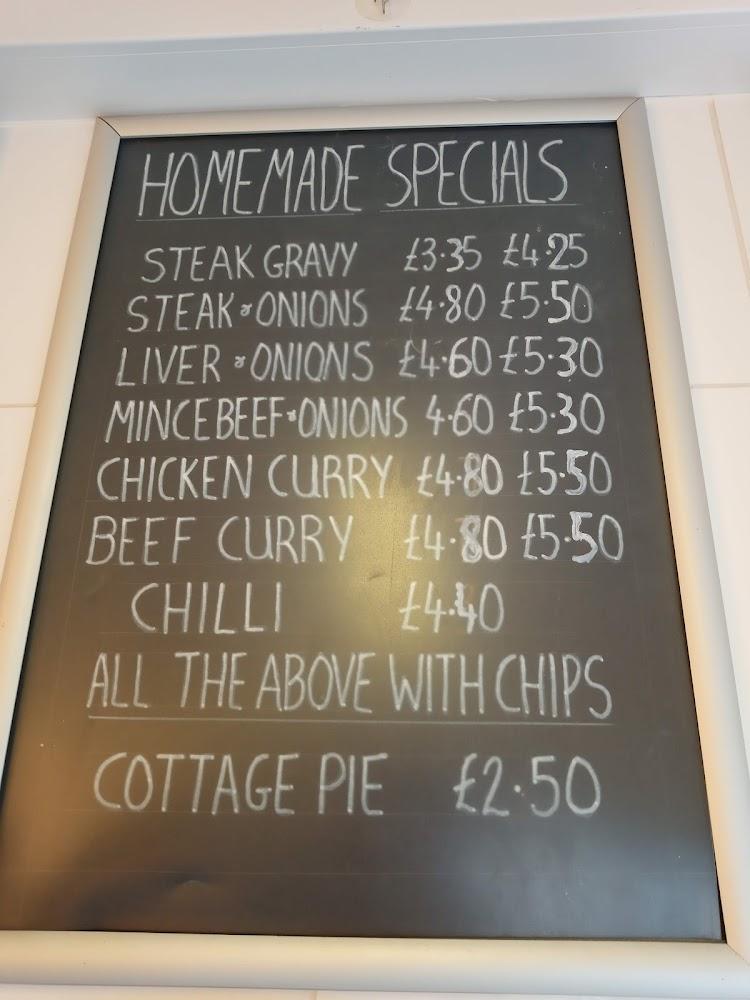 HOMEMADE SPECIALS
STEAK GRAVY £3.35 £4.25
STEAK & ONIONS £4.80 £5.50
LIVER & ONIONS £4.60 £5.30
MINCEBEEF & ONIONS 4.60 £5.30
CHICKEN CURRY £4.80 £5.50
BEEF CURRY £4.80 £5.50
CHILLI £4.40
ALL THE ABOVE WITH CHIPS
COTTAGE PIE £2.50